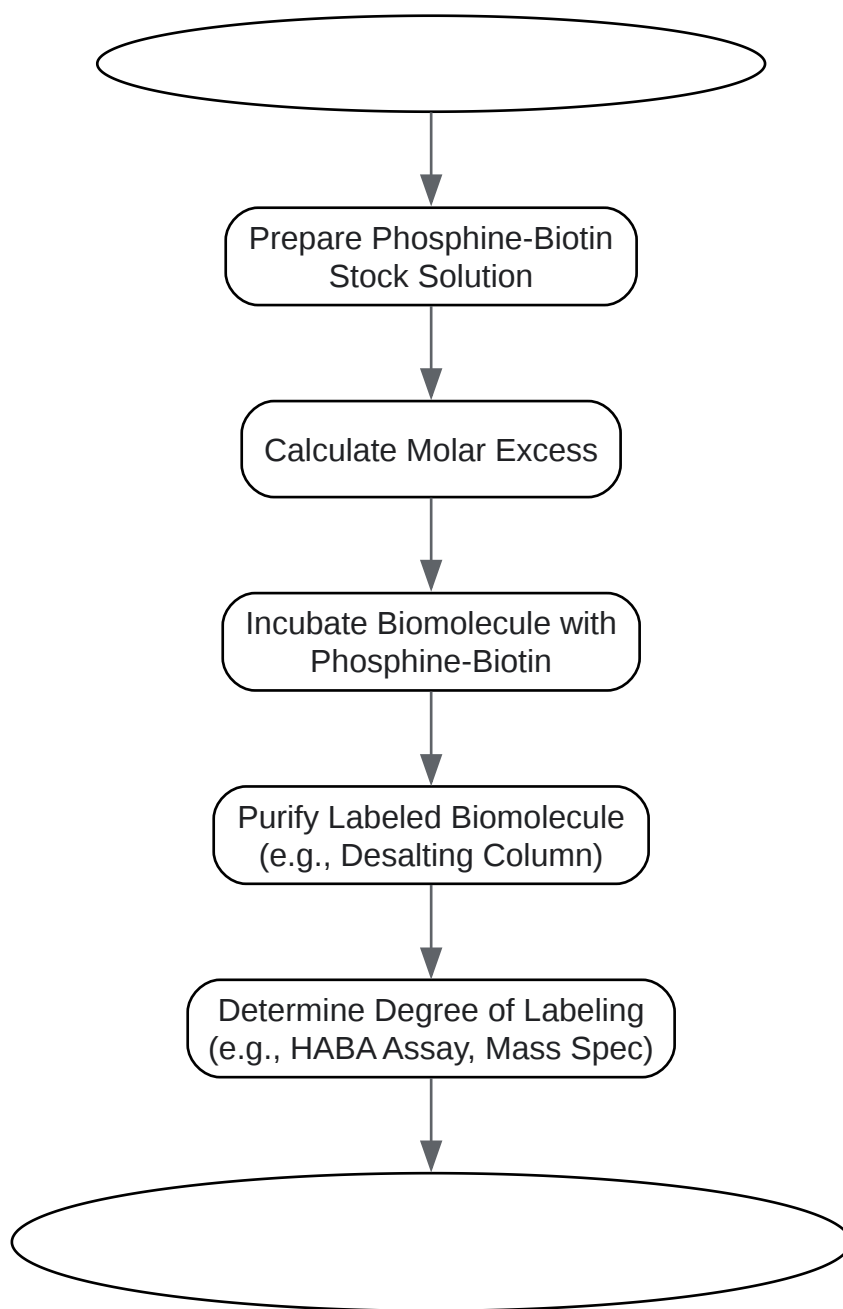 Prepare Phosphine-Biotin
Stock Solution
Calculate Molar Excess
Incubate Biomolecule with
Phosphine-Biotin
Purify Labeled Biomolecule
(e.g., Desalting Column)
Determine Degree of Labeling
(e.g., HABA Assay, Mass Spec)